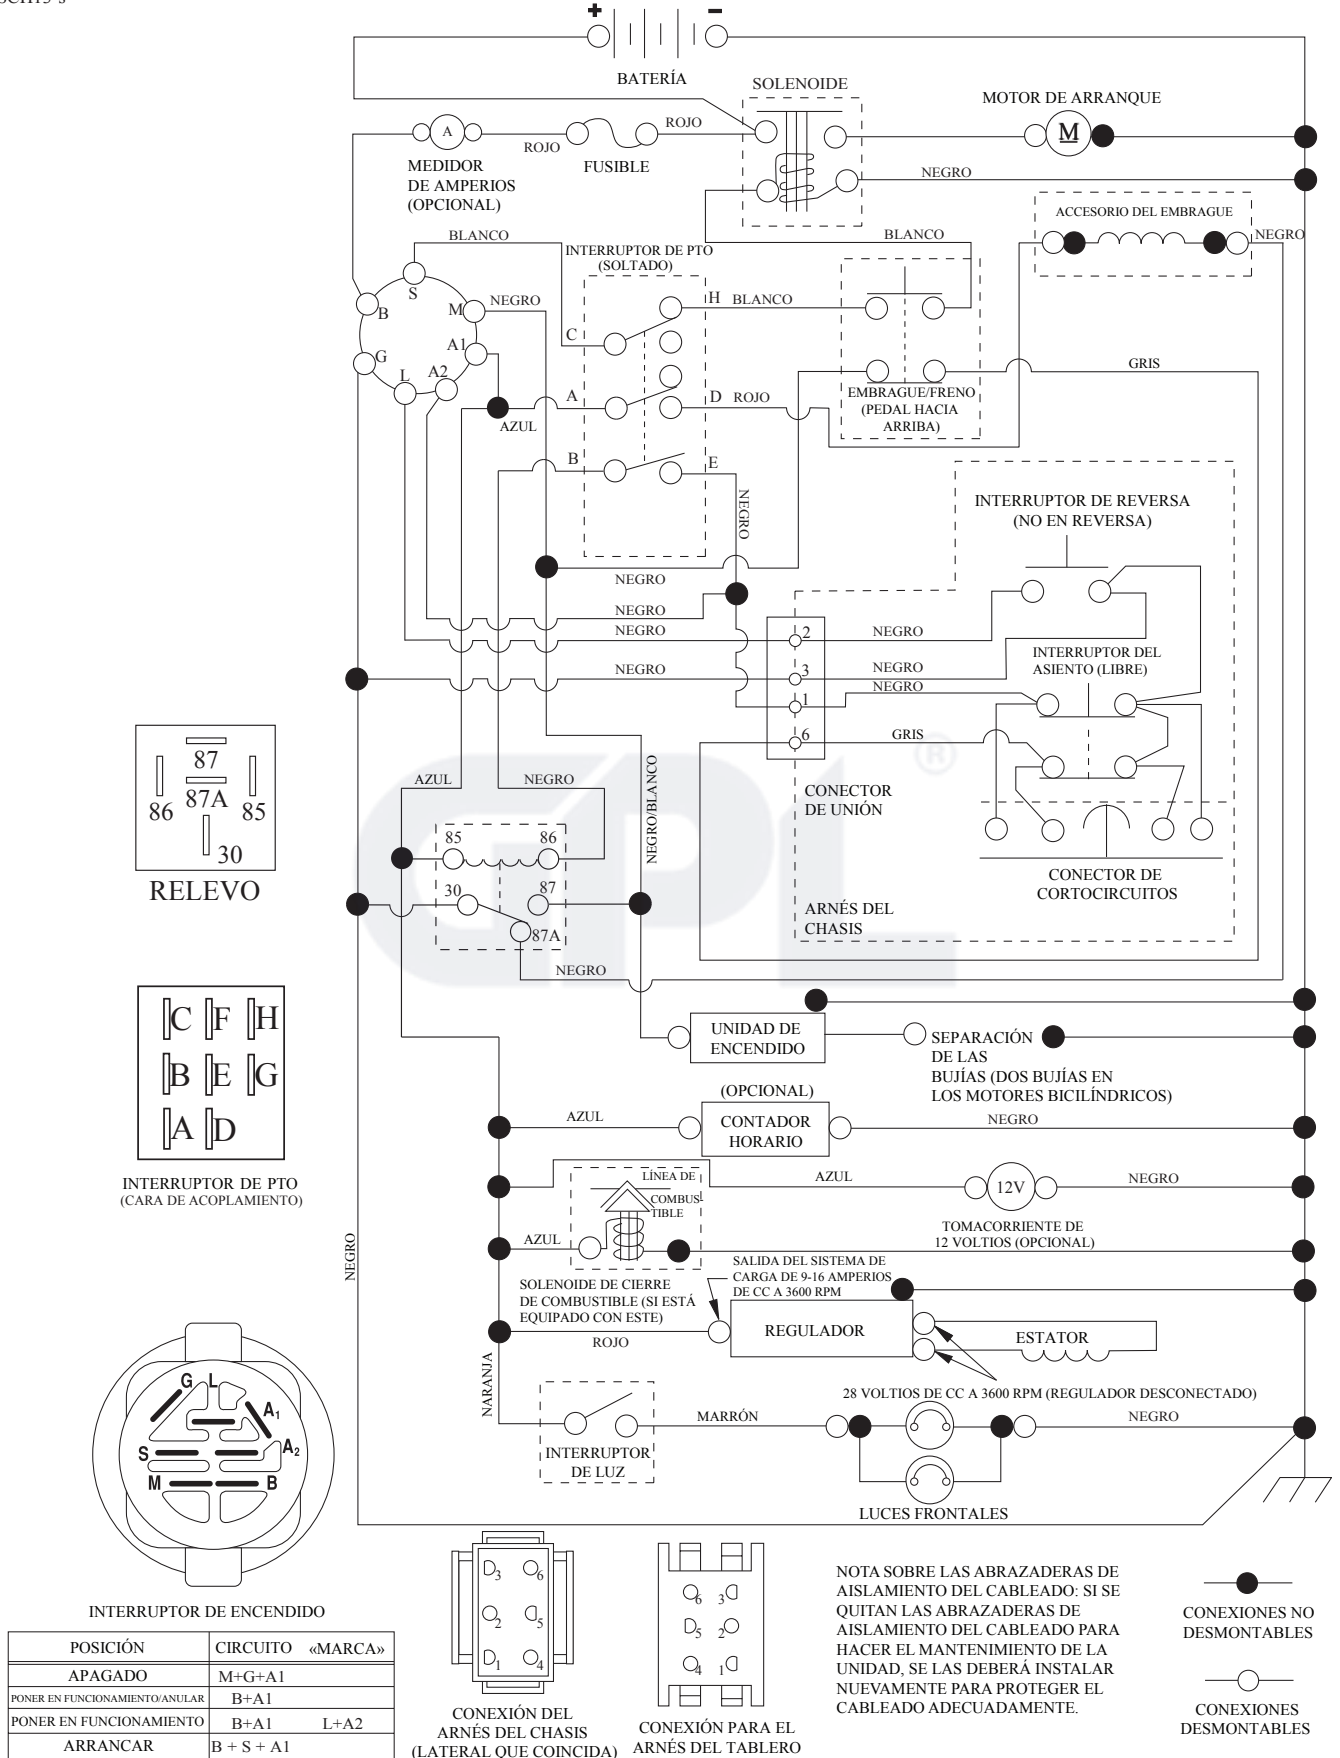 + −
BATERÍA
SOLENOIDE
MOTOR DE ARRANQUE
A
MEDIDOR
DE AMPERIOS
(OPCIONAL)
ROJO
FUSIBLE
ROJO
M
NEGRO
ACCESORIO DEL EMBRAGUE
NEGRO
BLANCO
INTERRUPTOR DE PTO
(SOLTADO)
BLANCO
S
B
M
NEGRO
G
A1
L
A2
H
BLANCO
C
A
AZUL
D
ROJO
B
E
NEGRO
EMBRAGUE/FRENO
(PEDAL HACIA
ARRIBA)
GRIS
INTERRUPTOR DE REVERSA
(NO EN REVERSA)
NEGRO
NEGRO
NEGRO
NEGRO
2
NEGRO
3
NEGRO
1
NEGRO
6
GRIS
INTERRUPTOR DEL
ASIENTO (LIBRE)
CONECTOR
DE UNIÓN
CONECTOR DE
CORTOCIRCUITOS
ARNÉS DEL
CHASIS
87
87A
86
85
30
RELEVO
AZUL
NEGRO
NEGRO/BLANCO
85
86
30
87
87A
NEGRO
GPL
®
C F H
B E G
A D
INTERRUPTOR DE PTO
(CARA DE ACOPLAMIENTO)
UNIDAD DE
ENCENDIDO
SEPARACIÓN
DE LAS
BUJÍAS (DOS BUJÍAS EN
LOS MOTORES BICILÍNDRICOS)
(OPCIONAL)
AZUL
CONTADOR
HORARIO
NEGRO
LÍNEA DE
COMBUS-
TIBLE
AZUL
12V
NEGRO
TOMACORRIENTE DE
12 VOLTIOS (OPCIONAL)
AZUL
NEGRO
SOLENOIDE DE CIERRE
DE COMBUSTIBLE (SI ESTÁ
EQUIPADO CON ESTE)
SALIDA DEL SISTEMA DE
CARGA DE 9-16 AMPERIOS
DE CC A 3600 RPM
ROJO
REGULADOR
ESTATOR
28 VOLTIOS DE CC A 3600 RPM (REGULADOR DESCONECTADO)
NARANJA
INTERRUPTOR
DE LUZ
MARRÓN
NEGRO
LUCES FRONTALES
G L
A1
A2
S
M
B
INTERRUPTOR DE ENCENDIDO
POSICIÓN CIRCUITO «MARCA»
APAGADO M+G+A1
PONER EN FUNCIONAMIENTO/ANULAR B+A1
PONER EN FUNCIONAMIENTO B+A1 L+A2
ARRANCAR B + S + A1
3 6
2 5
1 4
CONEXIÓN DEL
ARNÉS DEL CHASIS
(LATERAL QUE COINCIDA)
6 3
5 2
4 1
CONEXIÓN PARA EL
ARNÉS DEL TABLERO
NOTA SOBRE LAS ABRAZADERAS DE
AISLAMIENTO DEL CABLEADO: SI SE
QUITAN LAS ABRAZADERAS DE
AISLAMIENTO DEL CABLEADO PARA
HACER EL MANTENIMIENTO DE LA
UNIDAD, SE LAS DEBERÁ INSTALAR
NUEVAMENTE PARA PROTEGER EL
CABLEADO ADECUADAMENTE.
CONEXIONES NO
DESMONTABLES
CONEXIONES
DESMONTABLES